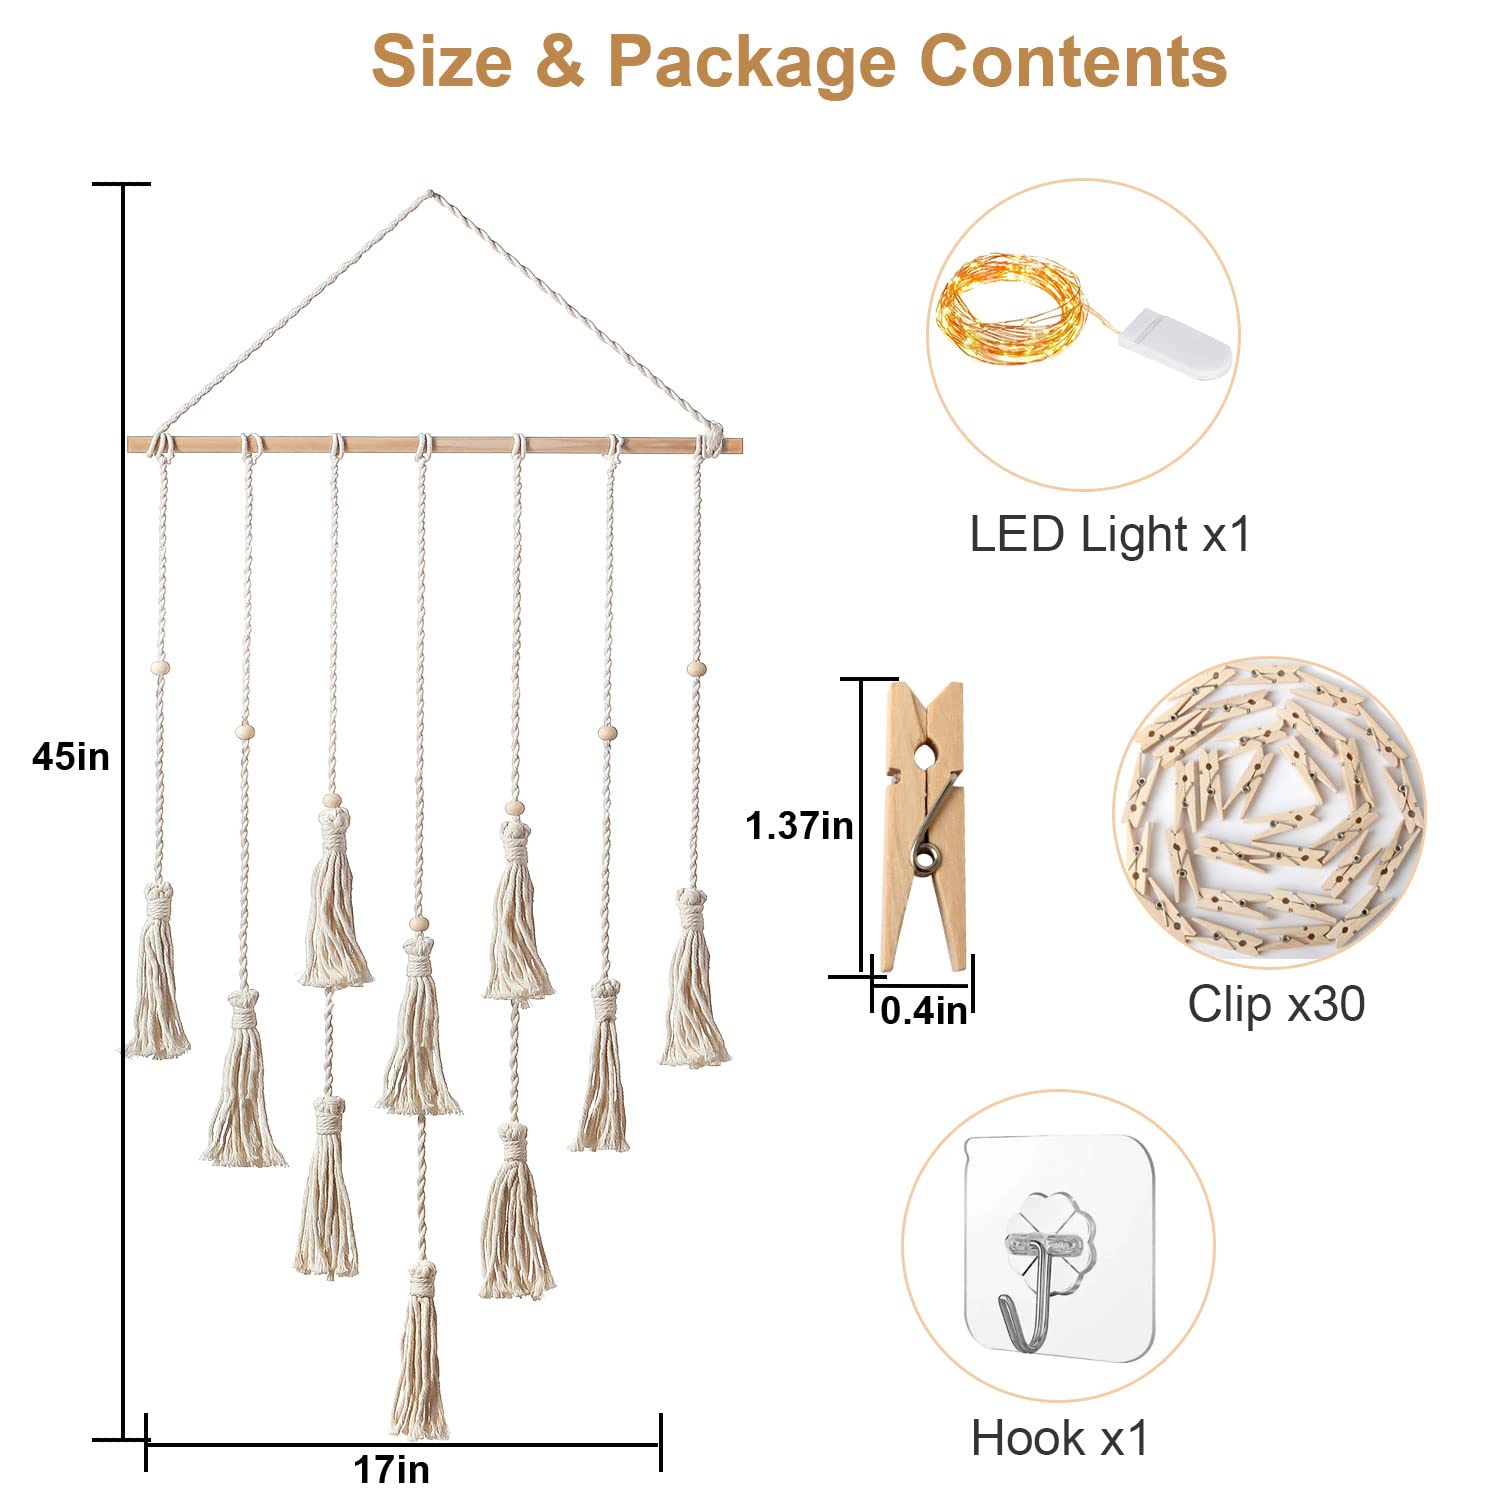 Size & Package Contents
LED Light x1
45in
1.37in
0.4in
Clip x30
Hook x1
17in